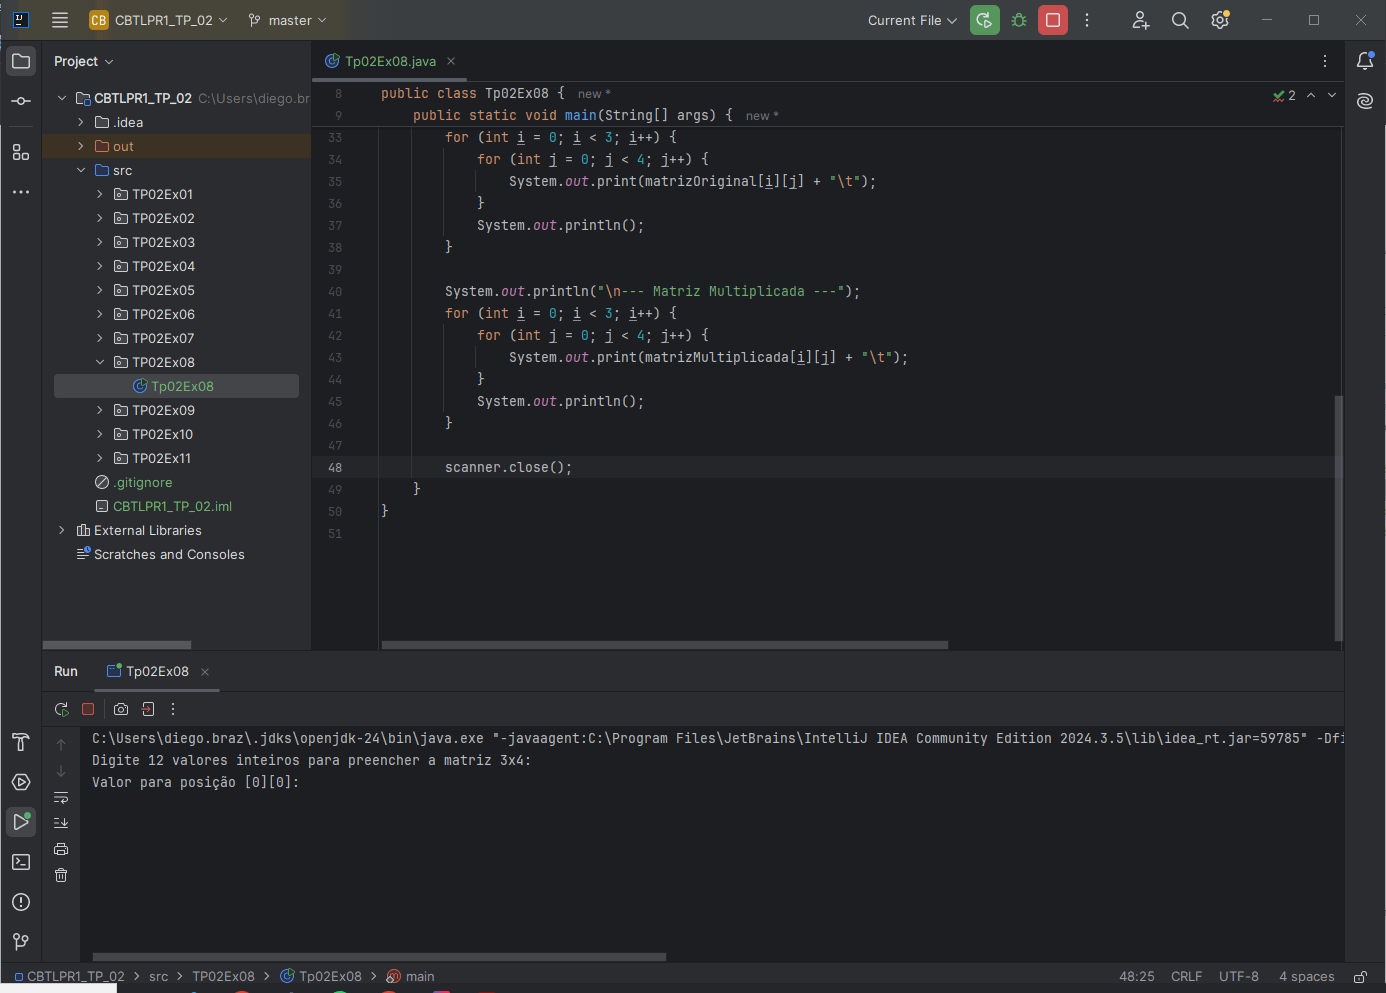 CB CBTLPR1_TP_02 master Current File
Project
Tp02Ex08.java
CBTLPR1_TP_02 C:\Users\diego.br
.idea
out
src
TP02Ex01
TP02Ex02
TP02Ex03
TP02Ex04
TP02Ex05
TP02Ex06
TP02Ex07
TP02Ex08
Tp02Ex08
TP02Ex09
TP02Ex10
TP02Ex11
.gitignore
CBTLPR1_TP_02.iml
External Libraries
Scratches and Consoles
8 public class Tp02Ex08 { new *
2
9 public static void main(String[] args) { new *
33 for (int i = 0; i < 3; i++) {
34 for (int j = 0; j < 4; j++) {
35 System.out.print(matrizOriginal[i][j] + "\t");
36 }
37 System.out.println();
38 }
39
40 System.out.println("\n--- Matriz Multiplicada ---");
41 for (int i = 0; i < 3; i++) {
42 for (int j = 0; j < 4; j++) {
43 System.out.print(matrizMultiplicada[i][j] + "\t");
44 }
45 System.out.println();
46 }
47
48 scanner.close();
49 }
50 }
51
Run Tp02Ex08
C:\Users\diego.braz\.jdks\openjdk-24\bin\java.exe "-javaagent:C:\Program Files\JetBrains\IntelliJ IDEA Community Edition 2024.3.5\lib\idea_rt.jar=59785" -Dfi
Digite 12 valores inteiros para preencher a matriz 3x4:
Valor para posição [0][0]:
CBTLPR1_TP_02 > src > TP02Ex08 > Tp02Ex08 > main 48:25 CRLF UTF-8 4 spaces